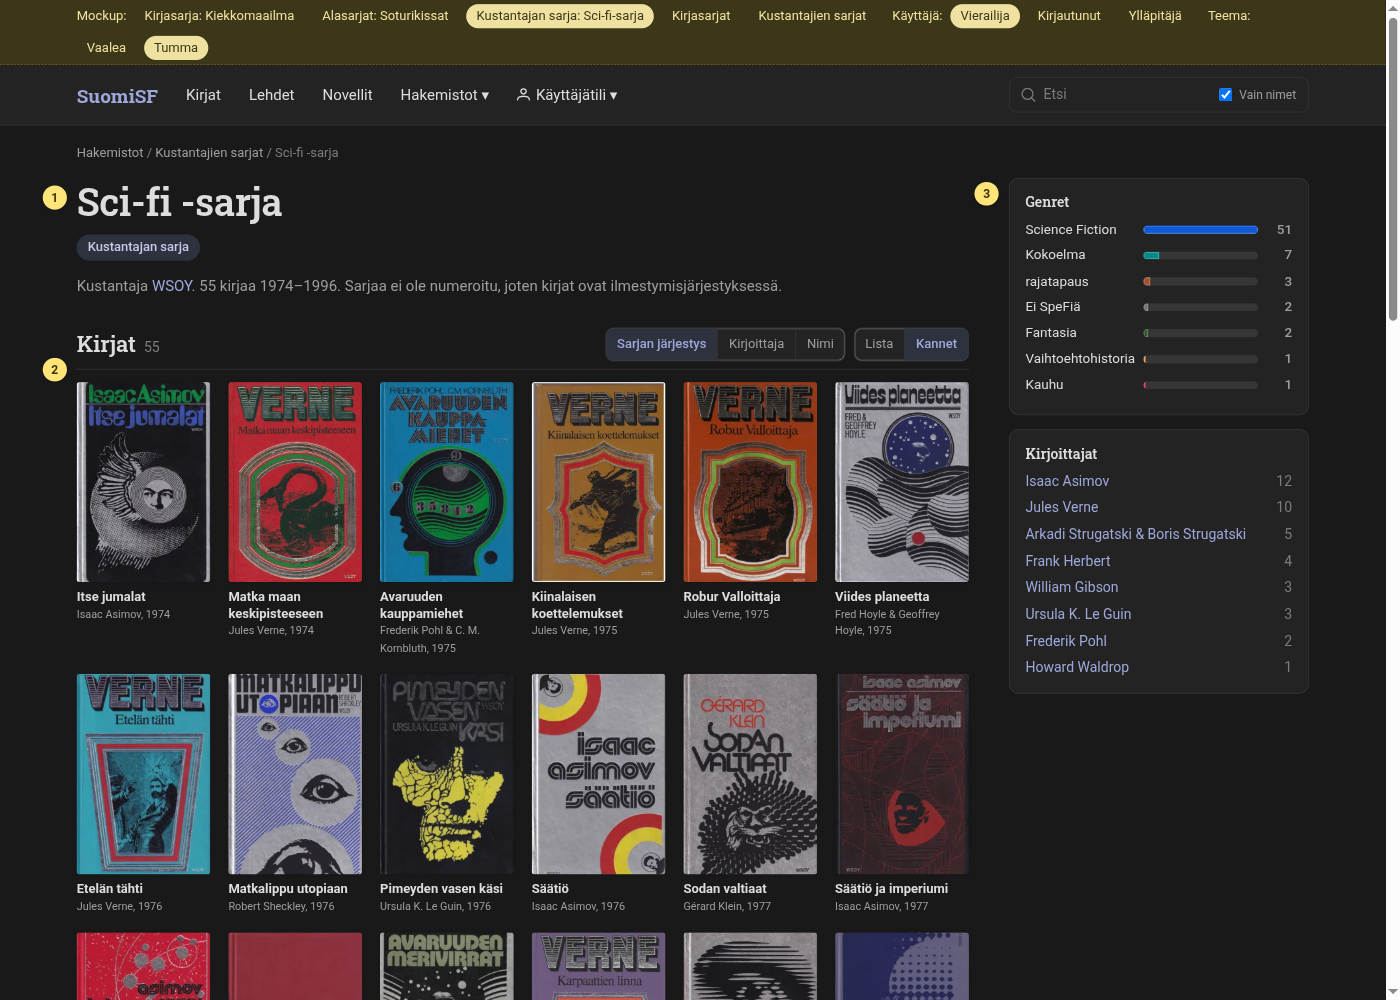 Mockup: Kirjasarja: Kiekkomaailma Alasarjat: Soturikissat Kustantajan sarja: Sci-fi-sarja Kirjasarjat Kustantajien sarjat Käyttäjä: Vierailija Kirjautunut Ylläpitäjä Teema:
Vaalea Tumma
SuomiSF Kirjat Lehdet Novellit Hakemistot ▾ Käyttäjätili ▾ Etsi Vain nimet
Hakemistot / Kustantajien sarjat / Sci-fi -sarja
1 Sci-fi -sarja
Kustantajan sarja
Kustantaja WSOY. 55 kirjaa 1974–1996. Sarjaa ei ole numeroitu, joten kirjat ovat ilmestymisjärjestyksessä.
Kirjat 55 Sarjan järjestys Kirjoittaja Nimi Lista Kannet
2
Isaac Asimov
Itse jumalat
VERNE
Matka maan keskipisteeseen
FREDERIK POHL C.M. KORNBLUTH
AVARUUDEN
KAUPPA
MIEHET
VERNE
Kiinalaisen koettelemukset
VERNE
Robur Valloittaja
Viides planeetta
FRED &
GEOFFREY
HOYLE
WSOY
Itse jumalat
Isaac Asimov, 1974
Matka maan
keskipisteeseen
Jules Verne, 1974
Avaruuden
kauppamiehet
Frederik Pohl & C. M.
Kornbluth, 1975
Kiinalaisen
koettelemukset
Jules Verne, 1975
Robur Valloittaja
Jules Verne, 1975
Viides planeetta
Fred Hoyle & Geoffrey
Hoyle, 1975
VERNE
Etelän tähti
MATKALIPPU
UTOPIAAN
ROBERT
SHECKLEY
WSOY
PIMEYDEN
VASEN WSOY
URSULA K. LE GUIN KÄSI
isaac
asimov
säätiö
GÉRARD
KLEIN
SODAN
VALTIAAT
isaac asimov
säätiö ja
imperiumi
Etelän tähti
Jules Verne, 1976
Matkalippu utopiaan
Robert Sheckley, 1976
Pimeyden vasen käsi
Ursula K. Le Guin, 1976
Säätiö
Isaac Asimov, 1976
Sodan valtiaat
Gérard Klein, 1977
Säätiö ja imperiumi
Isaac Asimov, 1977
asimov
AVARUUDEN
MERIVIRRAT
VERNE
Karpaattien linna
3
Genret
Science Fiction 51
Kokoelma 7
rajatapaus 3
Ei SpeFiä 2
Fantasia 2
Vaihtoehtohistoria 1
Kauhu 1
Kirjoittajat
Isaac Asimov 12
Jules Verne 10
Arkadi Strugatski & Boris Strugatski 5
Frank Herbert 4
William Gibson 3
Ursula K. Le Guin 3
Frederik Pohl 2
Howard Waldrop 1